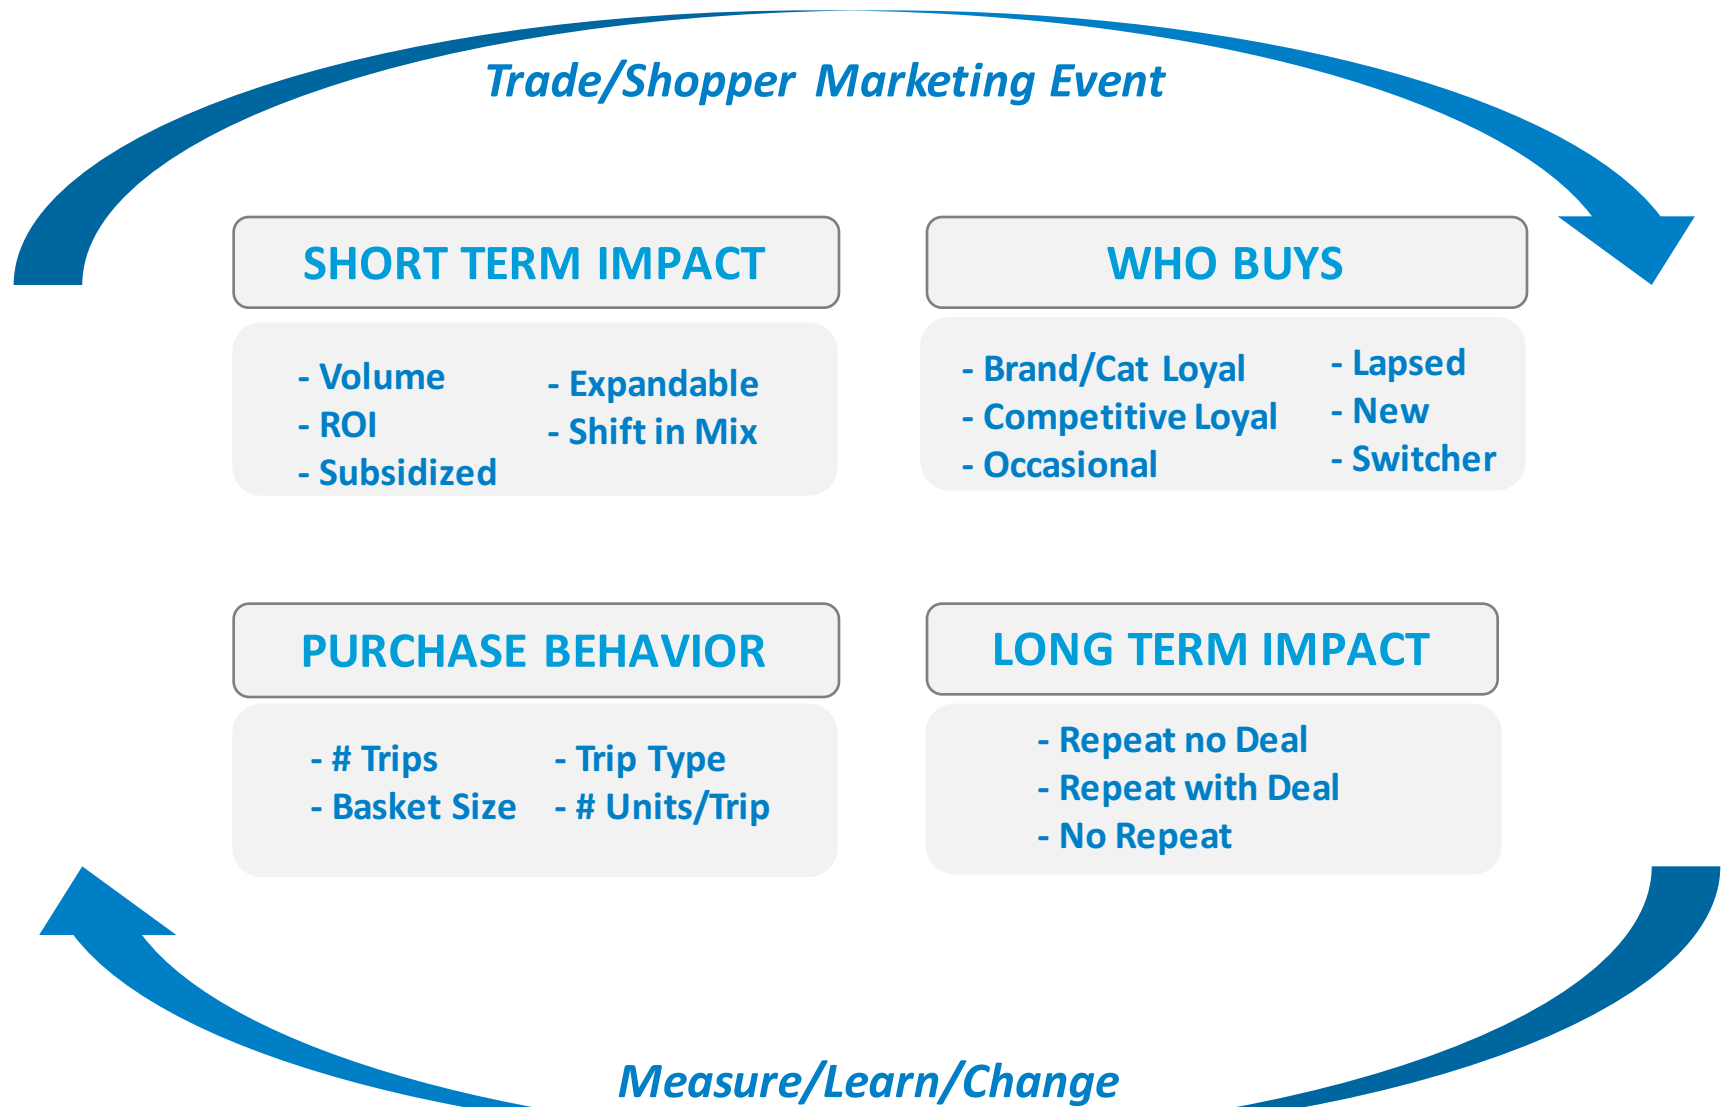 Trade/Shopper Marketing Event
SHORT TERM IMPACT
- Volume
- ROI
- Subsidized
- Expandable
- Shift in Mix
WHO BUYS
- Brand/Cat Loyal
- Competitive Loyal
- Occasional
- Lapsed
- New
- Switcher
PURCHASE BEHAVIOR
- # Trips
- Basket Size
- Trip Type
- # Units/Trip
LONG TERM IMPACT
- Repeat no Deal
- Repeat with Deal
- No Repeat
Measure/Learn/Change